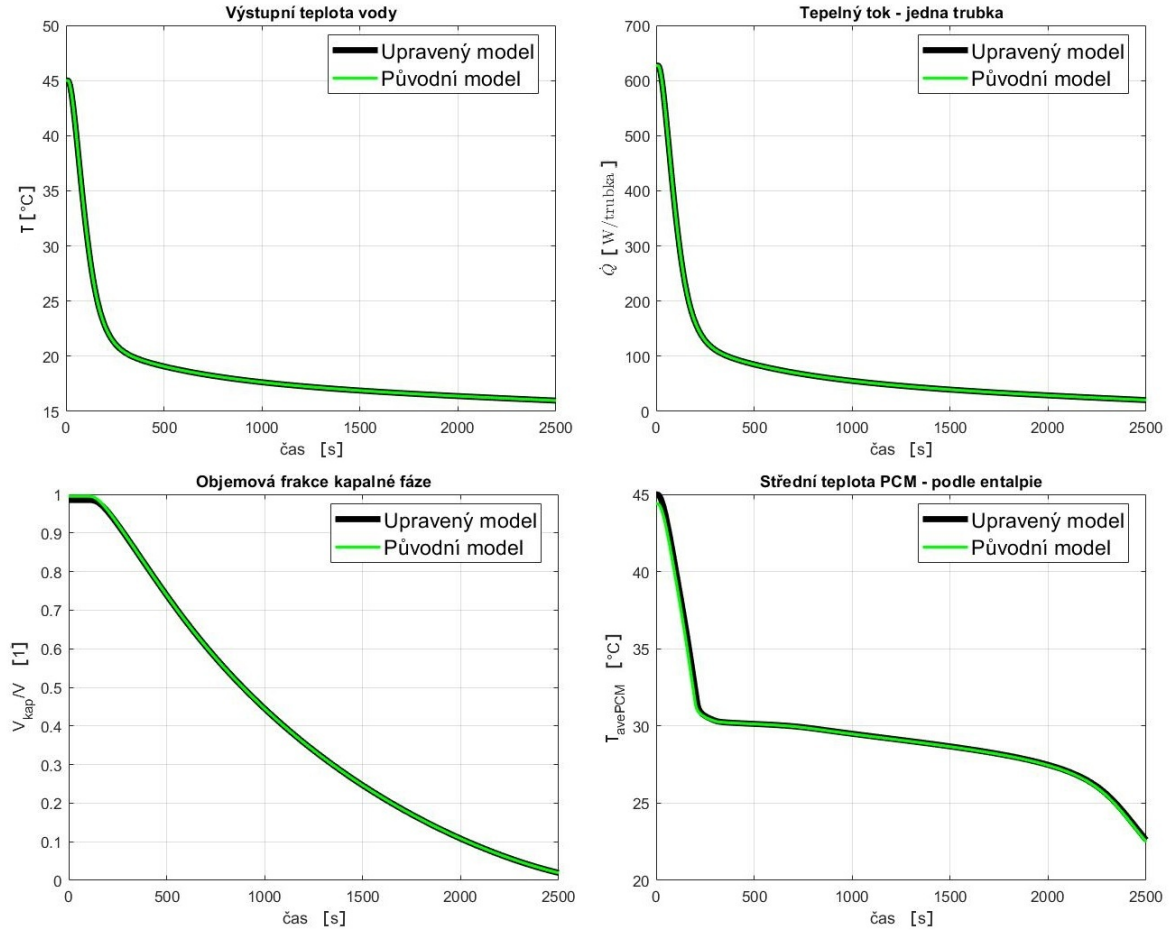 Výstupní teplota vody
50
45
40
35
30
25
20
15
T [°C]
Upravený model
Původní model
0 500 1000 1500 2000 2500
čas [s]
Tepelný tok - jedna trubka
700
600
500
400
300
200
100
0
Q̇ [W/trubka]
Upravený model
Původní model
0 500 1000 1500 2000 2500
čas [s]
Objemová frakce kapalné fáze
1
0.9
0.8
0.7
0.6
0.5
0.4
0.3
0.2
0.1
0
V_kap/V [1]
Upravený model
Původní model
0 500 1000 1500 2000 2500
čas [s]
Střední teplota PCM - podle entalpie
45
40
35
30
25
20
T_avePCM [°C]
Upravený model
Původní model
0 500 1000 1500 2000 2500
čas [s]